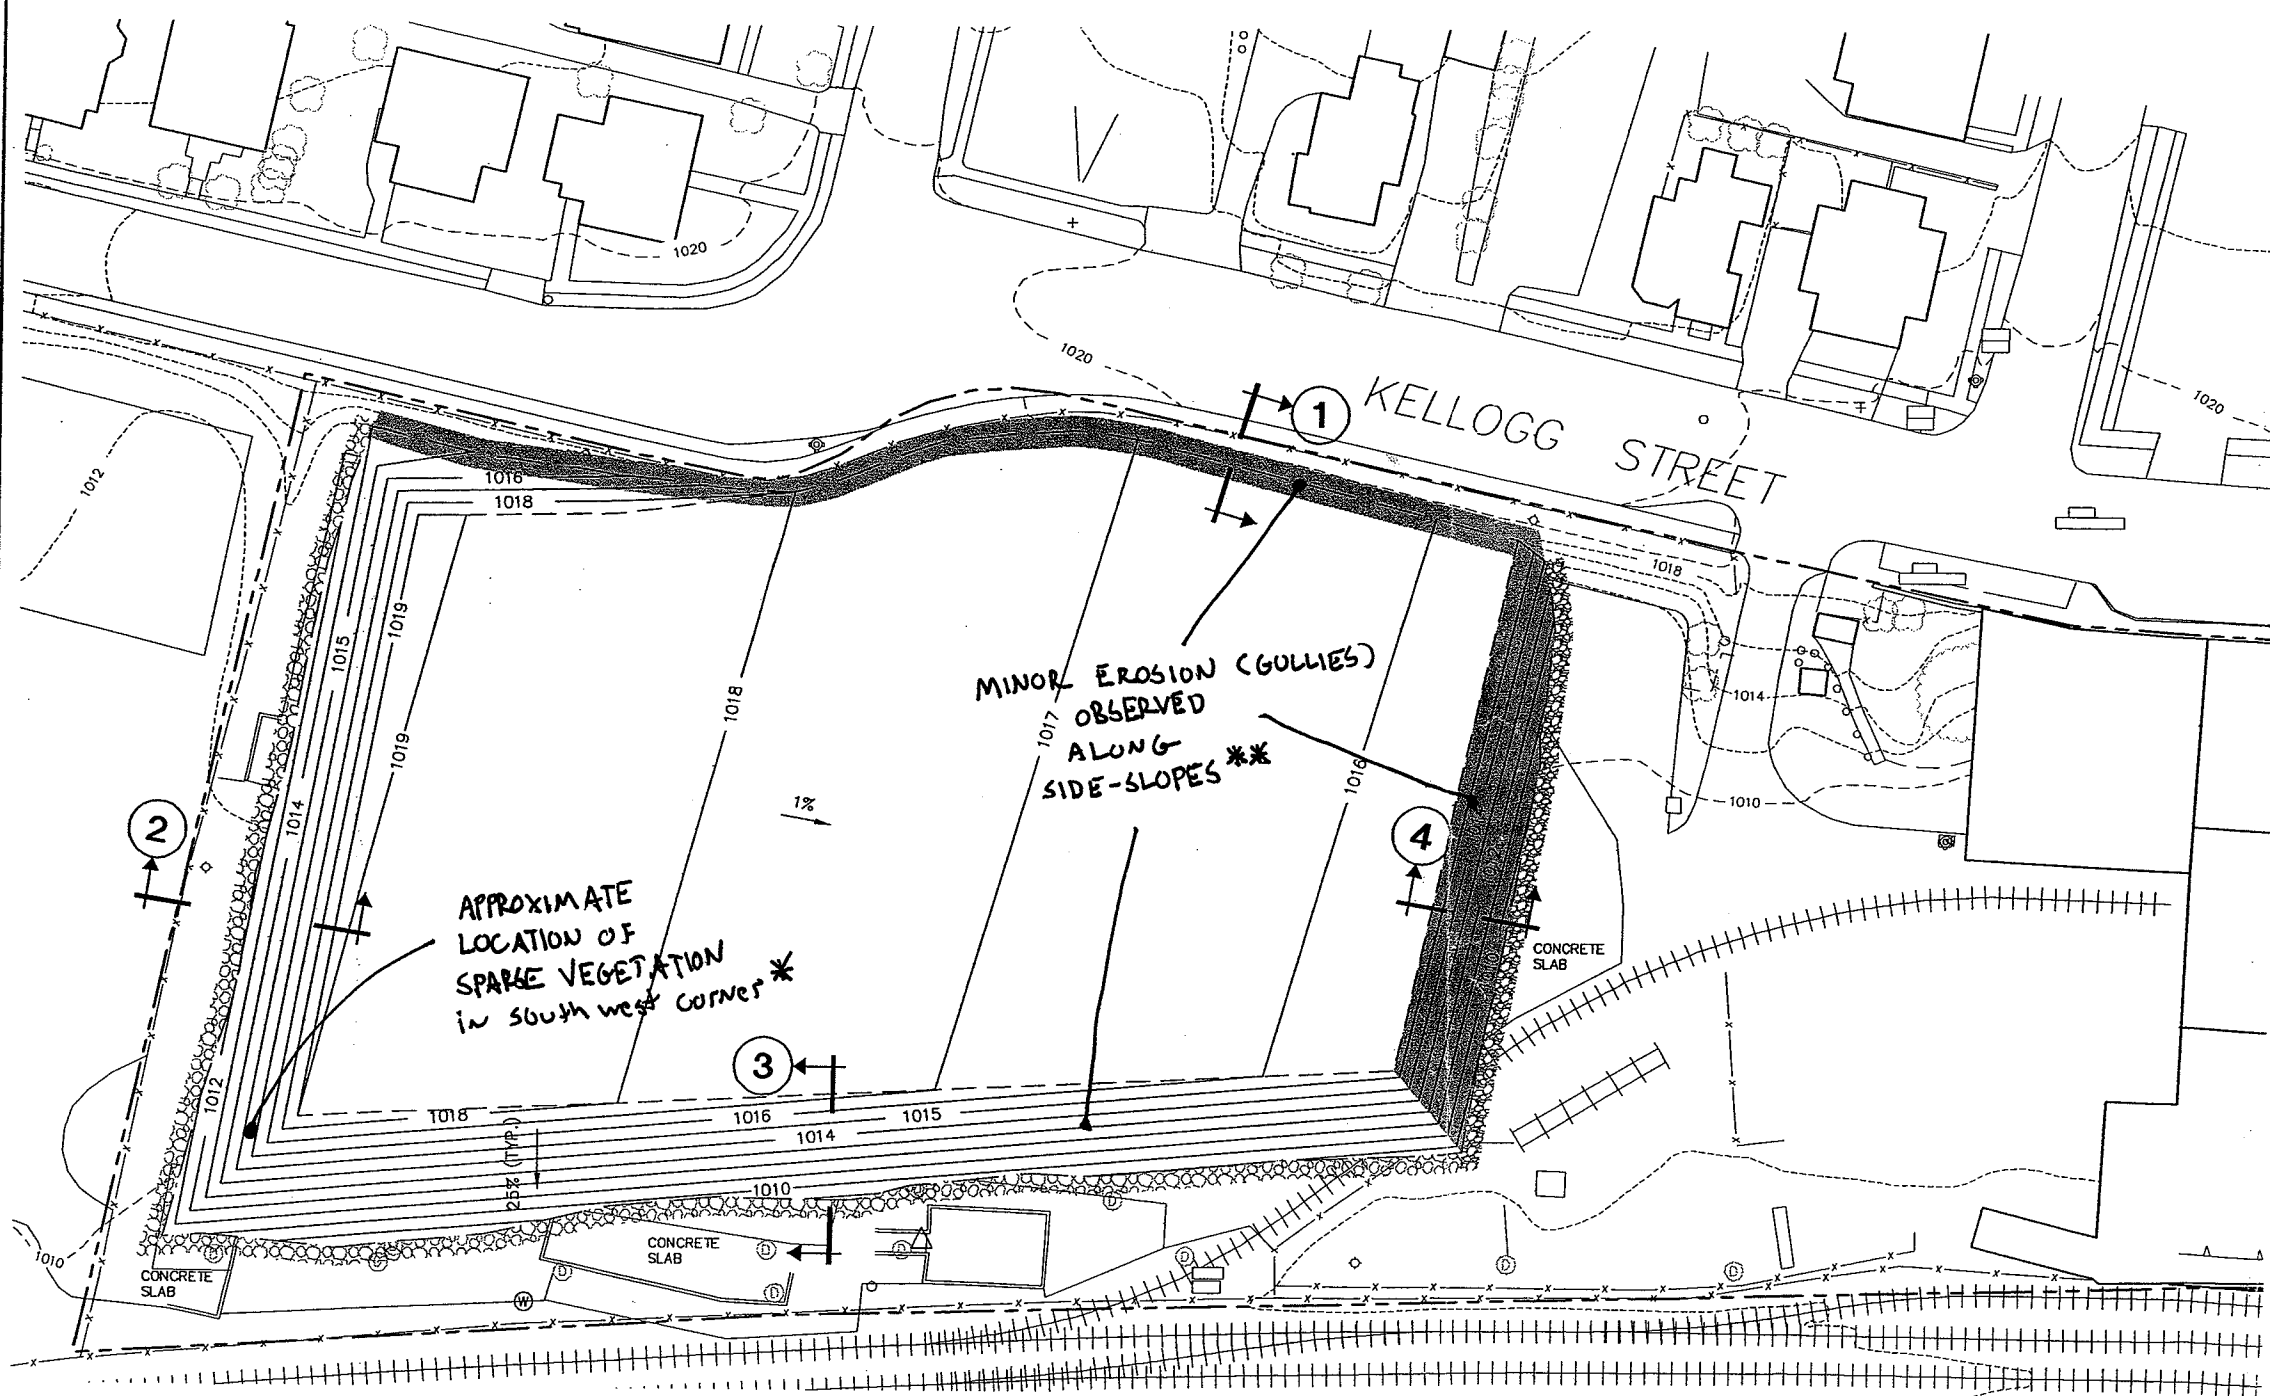 1020
1020
1020
1
KELLOGG STREET
1012
1016
1018
1018
1019
1015
1014
MINOR EROSION (GULLIES)
OBSERVED
ALONG
SIDE-SLOPES **
1018
1017
1016
1019
1014
1010
1%
2
4
APPROXIMATE
LOCATION OF
SPARSE VEGETATION
in southwest corner *
CONCRETE
SLAB
3
1012
1018
1016
1015
1014
25% (TYP.)
1010
1010
CONCRETE
SLAB
CONCRETE
SLAB
D
D
D
D
D
D
D
D
D
D
W